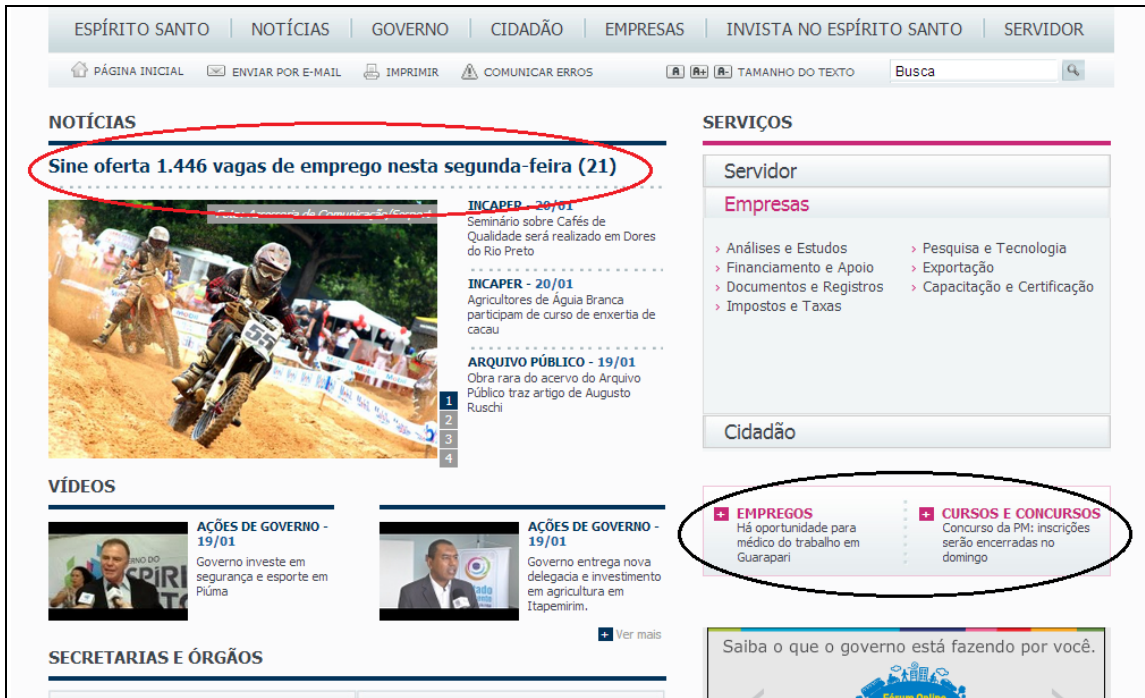 ESPÍRITO SANTO | NOTÍCIAS | GOVERNO | CIDADÃO | EMPRESAS | INVISTA NO ESPÍRITO SANTO | SERVIDOR
PÁGINA INICIAL ENVIAR POR E-MAIL IMPRIMIR COMUNICAR ERROS A A+ A- TAMANHO DO TEXTO Busca
NOTÍCIAS
Sine oferta 1.446 vagas de emprego nesta segunda-feira (21)
INCAPER - 20/01
Seminário sobre Cafés de
Qualidade será realizado em Dores
do Rio Preto
INCAPER - 20/01
Agricultores de Águia Branca
participam de curso de enxertia de
cacau
ARQUIVO PÚBLICO - 19/01
Obra rara do acervo do Arquivo
Público traz artigo de Augusto
Ruschi
55
1
2
3
4
VÍDEOS
AÇÕES DE GOVERNO -
19/01
Governo investe em
segurança e esporte em
Piúma
AÇÕES DE GOVERNO -
19/01
Governo entrega nova
delegacia e investimento
em agricultura em
Itapemirim.
+ Ver mais
SECRETARIAS E ÓRGÃOS
SERVIÇOS
Servidor
Empresas
› Análises e Estudos
› Financiamento e Apoio
› Documentos e Registros
› Impostos e Taxas
› Pesquisa e Tecnologia
› Exportação
› Capacitação e Certificação
Cidadão
+ EMPREGOS
Há oportunidade para
médico do trabalho em
Guarapari
+ CURSOS E CONCURSOS
Concurso da PM: inscrições
serão encerradas no
domingo
Saiba o que o governo está fazendo por você.
Fórum Online